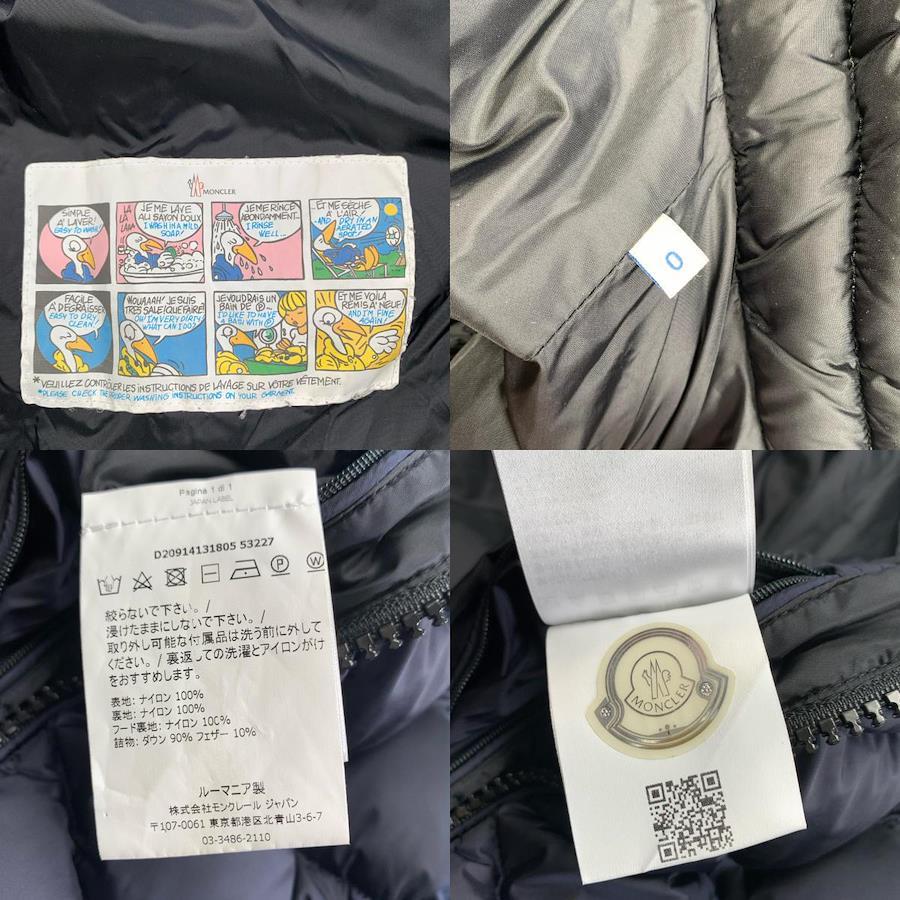 MONCLER
SIMPLE
À LAVER!
EASY TO WASH!
LA
LA
LAAA
JE ME LAVE
AU SAVON DOUX
I WASH IN A MILD
SOAP!
JE ME RINCE
ABONDAMMENT...
I RINSE
WELL...
...ET ME SÈCHE
À L'AIR!
...AND DRY IN AN
AERATED
SPOT!
FACILE
À DÉGRAISSER
EASY TO DRY
CLEAN!
WOUAAAH! JE SUIS
TRÈS SALE! QUE FAIRE?
OH! I'M VERY DIRTY
WHAT CAN I DO?
JE VOUDRAIS UN
BAIN DE Ⓟ
I'D LIKE TO HAVE
A BATH WITH Ⓟ
ET ME VOILÀ
REMIS À NEUF!
AND I'M FINE
AGAIN!
*VEUILLEZ CONTRÔLER LES INSTRUCTIONS DE LAVAGE SUR VOTRE VÊTEMENT.
*PLEASE CHECK THE PROPER WASHING INSTRUCTIONS ON YOUR GARMENT.
0
Pagina 1 di 1
JAPAN LABEL
D20914131805 53227
P W
絞らないで下さい。/
浸けたままにしないで下さい。/
取り外し可能な付属品は洗う前に外して
ください。/ 裏返しての洗濯とアイロンがけ
をおすすめします。
表地: ナイロン 100%
裏地: ナイロン 100%
フード裏地: ナイロン 100%
詰物: ダウン 90% フェザー 10%
ルーマニア製
株式会社モンクレール ジャパン
〒107-0061 東京都港区北青山3-6-7
03-3486-2110
MONCLER